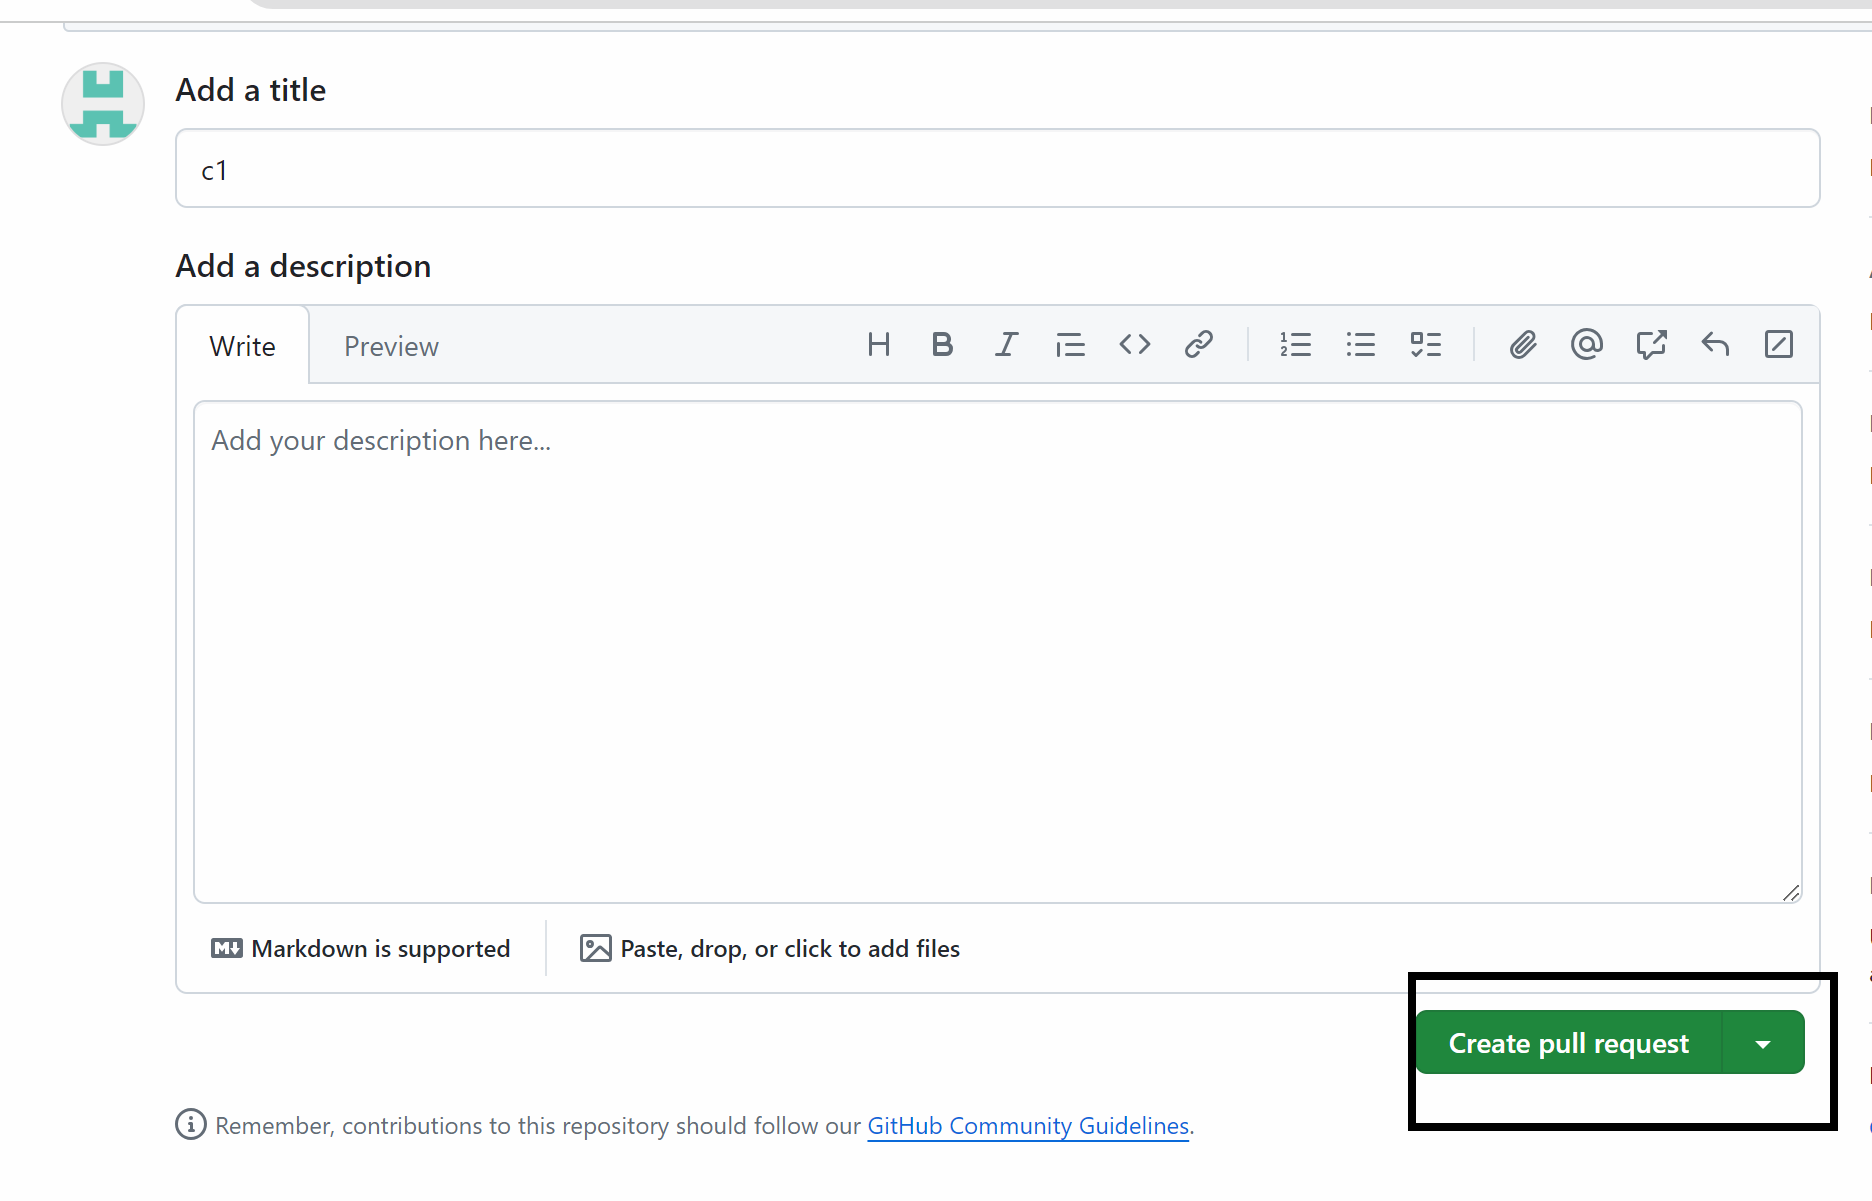 Add a title
c1
Add a description
Write Preview
Add your description here...
Markdown is supported Paste, drop, or click to add files
Create pull request
Remember, contributions to this repository should follow our GitHub Community Guidelines.